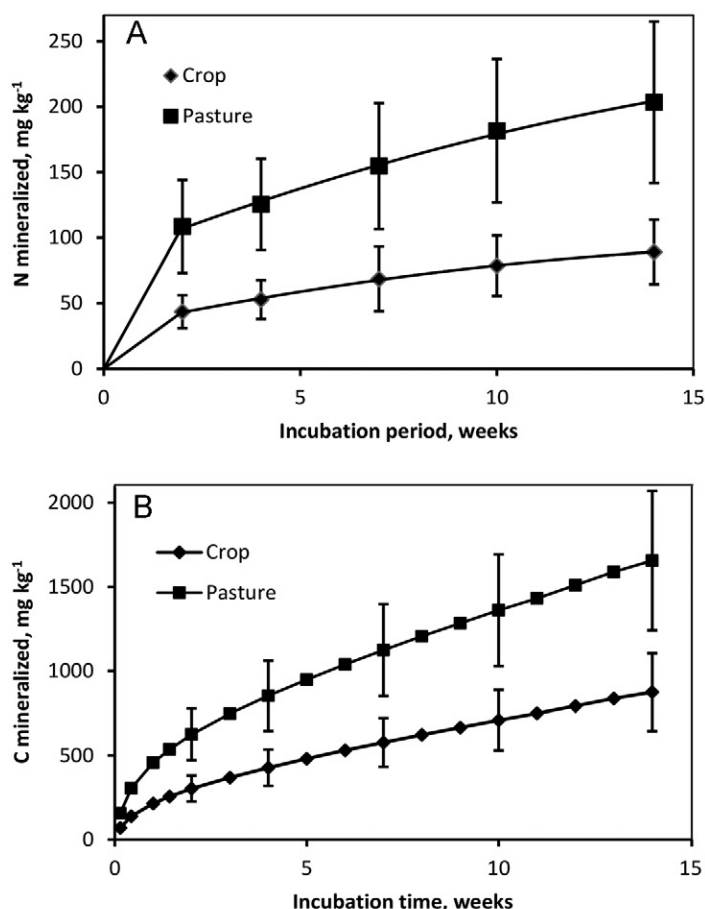 A
250
200
150
100
50
0
Crop
Pasture
N mineralized, mg kg⁻¹
0 5 10 15
Incubation period, weeks
B
2000
1500
1000
500
0
Crop
Pasture
C mineralized, mg kg⁻¹
0 5 10 15
Incubation time, weeks